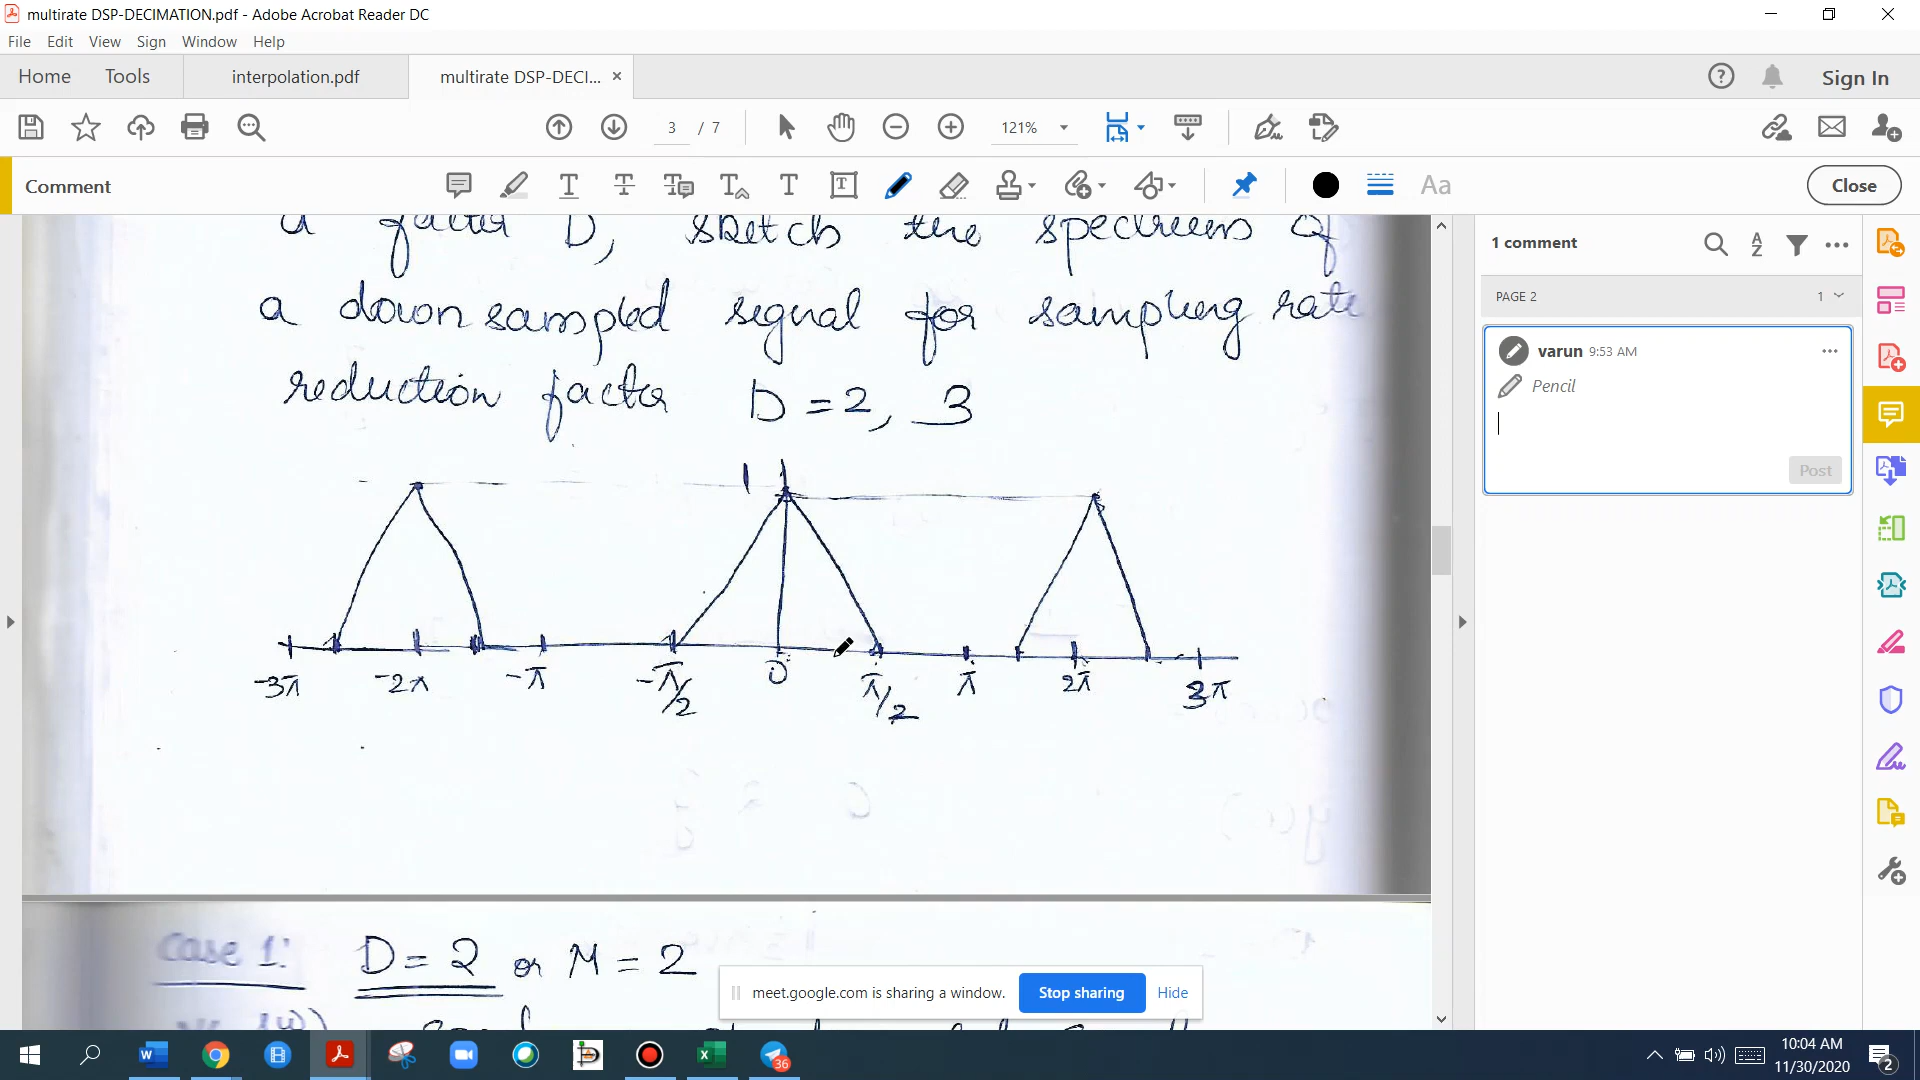 multirate DSP-DECIMATION.pdf - Adobe Acrobat Reader DC
File Edit View Sign Window Help
Home Tools interpolation.pdf multirate DSP-DECI... × Sign In
3 / 7 121%
Comment Aa Close
a factor D, sketch the spectrum of
a down sampled signal for sampling rate
reduction factor D = 2, 3
1
-3π -2π -π -π/2 0 π/2 π 2π 3π
Case 1: D = 2 or M = 2
1 comment
PAGE 2 1
varun 9:53 AM
Pencil
Post
meet.google.com is sharing a window. Stop sharing Hide
36
10:04 AM
11/30/2020
2